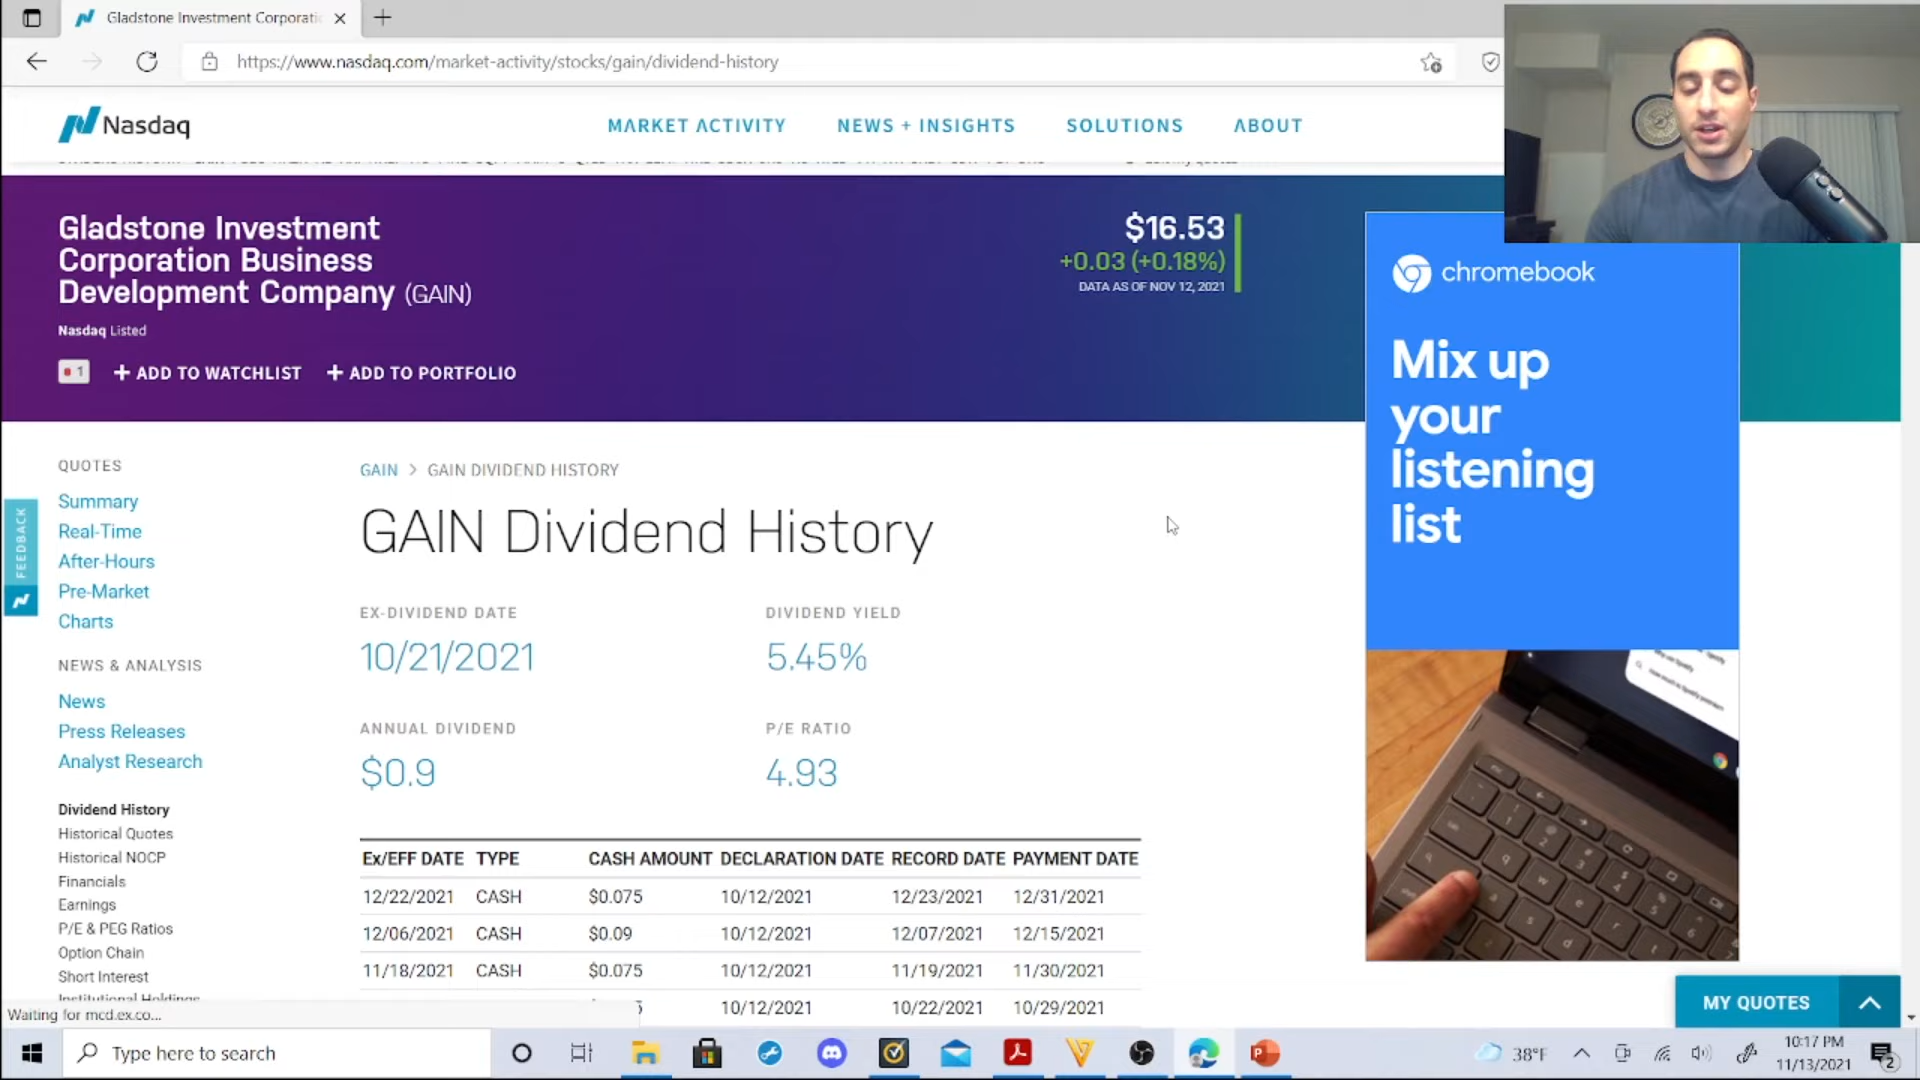 Gladstone Investment Corporatio
https://www.nasdaq.com/market-activity/stocks/gain/dividend-history
Nasdaq
MARKET ACTIVITY
NEWS + INSIGHTS
SOLUTIONS
ABOUT
Gladstone Investment
Corporation Business
Development Company (GAIN)
Nasdaq Listed
1
+ ADD TO WATCHLIST
+ ADD TO PORTFOLIO
$16.53
+0.03 (+0.18%)
DATA AS OF NOV 12, 2021
chromebook
Mix up
your
listening
list
FEEDBACK
QUOTES
Summary
Real-Time
After-Hours
Pre-Market
Charts
NEWS & ANALYSIS
News
Press Releases
Analyst Research
Dividend History
Historical Quotes
Historical NOCP
Financials
Earnings
P/E & PEG Ratios
Option Chain
Short Interest
Institutional Holdings
GAIN > GAIN DIVIDEND HISTORY
GAIN Dividend History
EX-DIVIDEND DATE
10/21/2021
DIVIDEND YIELD
5.45%
ANNUAL DIVIDEND
$0.9
P/E RATIO
4.93
Ex/EFF DATE TYPE CASH AMOUNT DECLARATION DATE RECORD DATE PAYMENT DATE
12/22/2021 CASH $0.075 10/12/2021 12/23/2021 12/31/2021
12/06/2021 CASH $0.09 10/12/2021 12/07/2021 12/15/2021
11/18/2021 CASH $0.075 10/12/2021 11/19/2021 11/30/2021
10/12/2021 10/22/2021 10/29/2021
MY QUOTES
Waiting for mcd.ex.co...
Type here to search
38°F
10:17 PM
11/13/2021
2